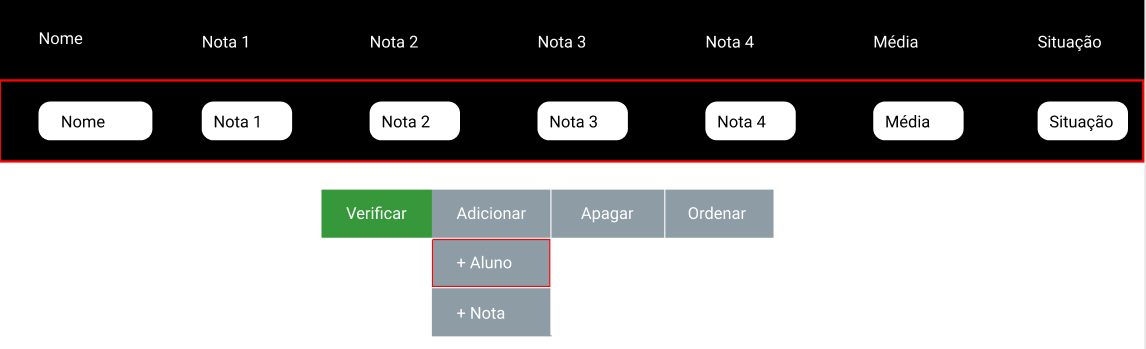 Nome Nota 1 Nota 2 Nota 3 Nota 4 Média Situação
Nome Nota 1 Nota 2 Nota 3 Nota 4 Média Situação
Verificar Adicionar Apagar Ordenar
+ Aluno
+ Nota